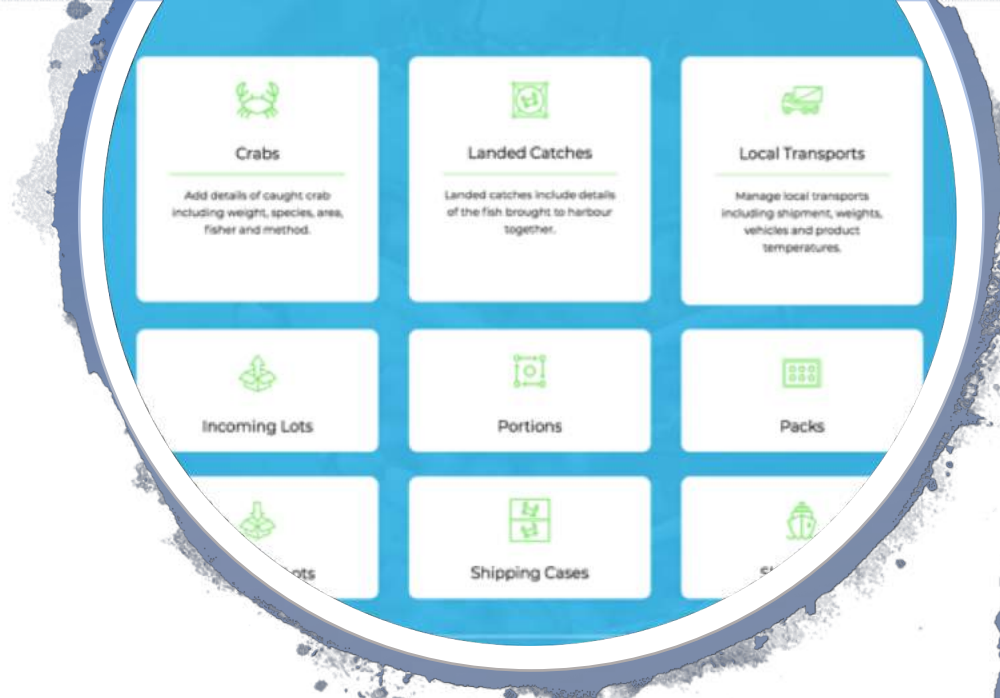 Crabs
Add details of caught crab
including weight, species, area,
fisher and method.
Landed Catches
Landed catches include details
of the fish brought to harbour
together.
Local Transports
Manage local transports
including shipment, weights,
vehicles and product
temperatures.
Incoming Lots
Portions
Packs
Shipping Cases